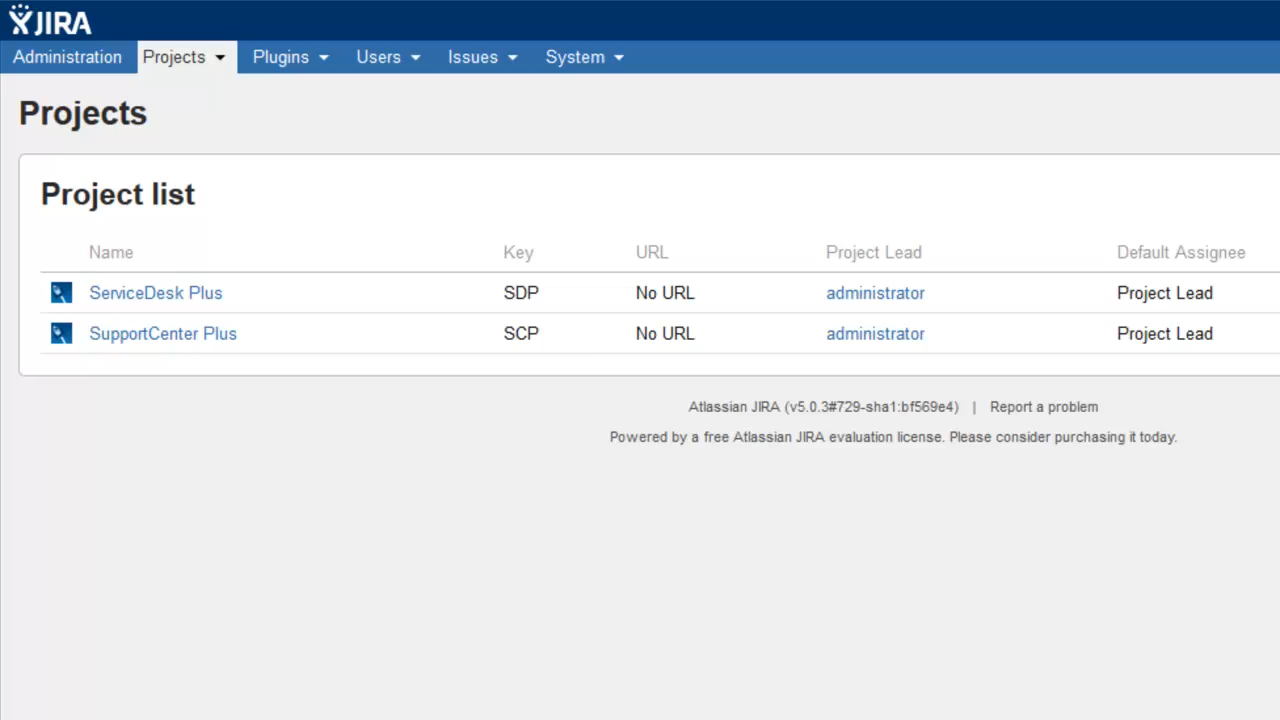 JIRA
Administration Projects Plugins Users Issues System
Projects
Project list
Name Key URL Project Lead Default Assignee
ServiceDesk Plus SDP No URL administrator Project Lead
SupportCenter Plus SCP No URL administrator Project Lead
Atlassian JIRA (v5.0.3#729-sha1:bf569e4) | Report a problem
Powered by a free Atlassian JIRA evaluation license. Please consider purchasing it today.